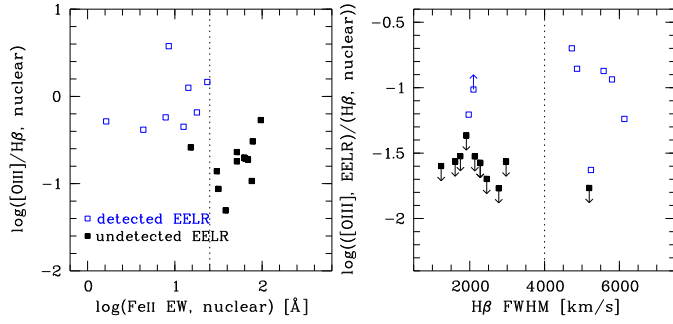 1
0
−1
−2
log([OIII]/Hβ, nuclear)
detected EELR
undetected EELR
0
1
2
log(FeII EW, nuclear) [Å]
−0.5
−1
−1.5
−2
log(([OIII], EELR)/(Hβ, nuclear))
2000
4000
6000
Hβ FWHM [km/s]